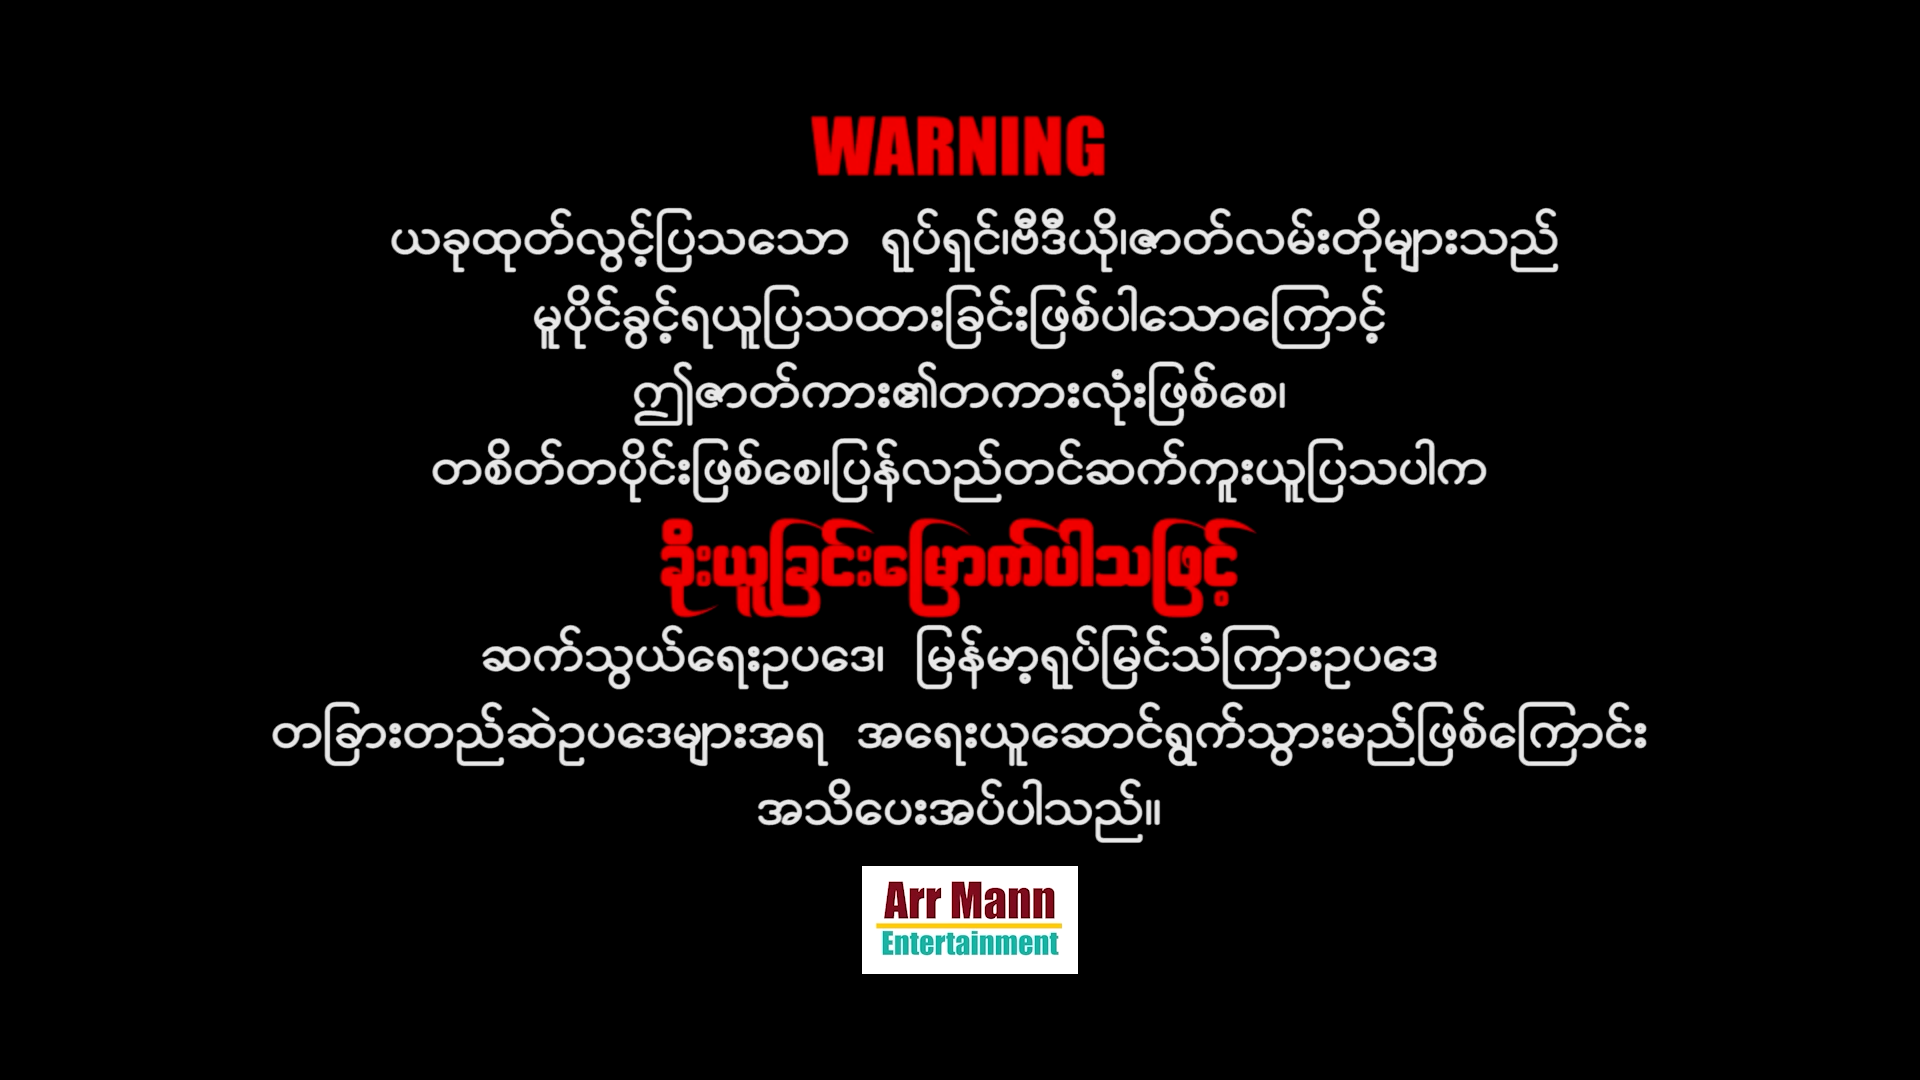 WARNING
ယခုထုတ်လွှင့်ပြသသော ရုပ်ရှင်၊ဗီဒီယို၊ဇာတ်လမ်းတိုများသည်
မူပိုင်ခွင့်ရယူပြသထားခြင်းဖြစ်ပါသောကြောင့်
ဤဇာတ်ကား၏တကားလုံးဖြစ်စေ၊
တစိတ်တပိုင်းဖြစ်စေ၊ပြန်လည်တင်ဆက်ကူးယူပြသပါက
ခိုးယူခြင်းမြောက်ပါသဖြင့်
ဆက်သွယ်ရေးဥပဒေ၊ မြန်မာ့ရုပ်မြင်သံကြားဥပဒေ
တခြားတည်ဆဲဥပဒေများအရ အရေးယူဆောင်ရွက်သွားမည်ဖြစ်ကြောင်း
အသိပေးအပ်ပါသည်။
Arr Mann
Entertainment